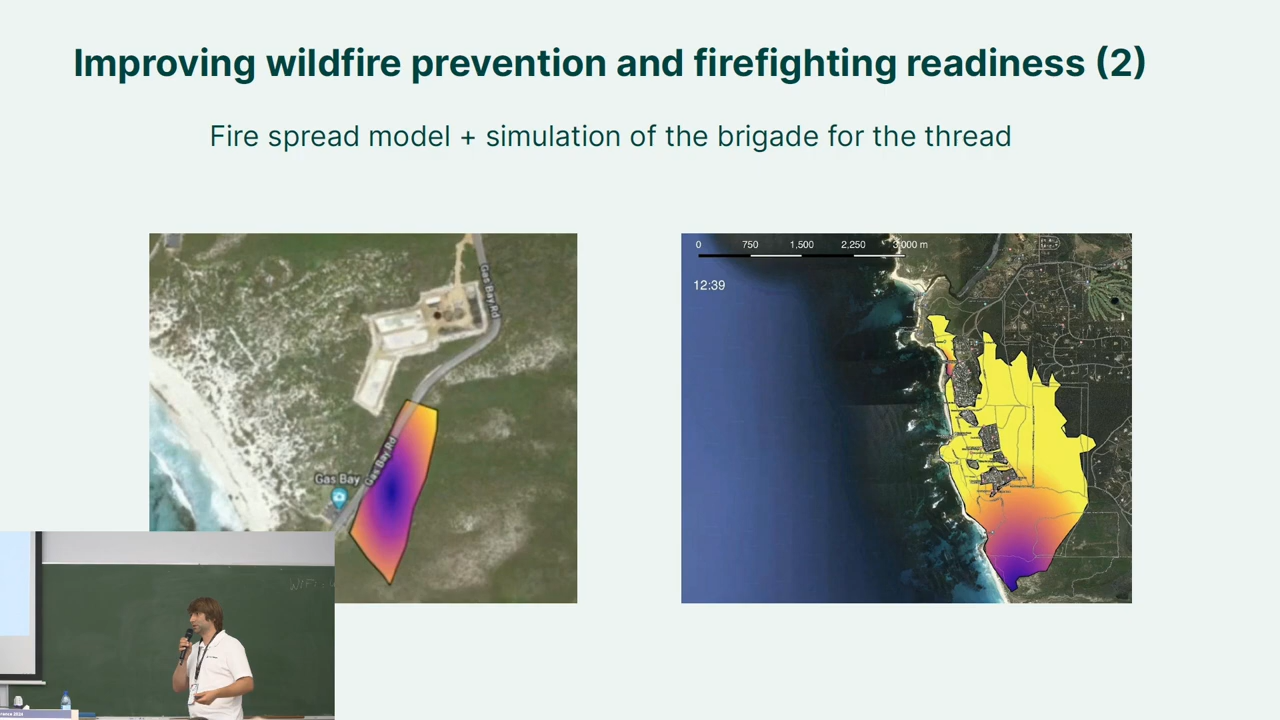 Improving wildfire prevention and firefighting readiness (2)
Fire spread model + simulation of the brigade for the thread
Gas Bay Rd
Gas Bay Rd
Gas Bay
0 750 1,500 2,250 3,000 m
12:39